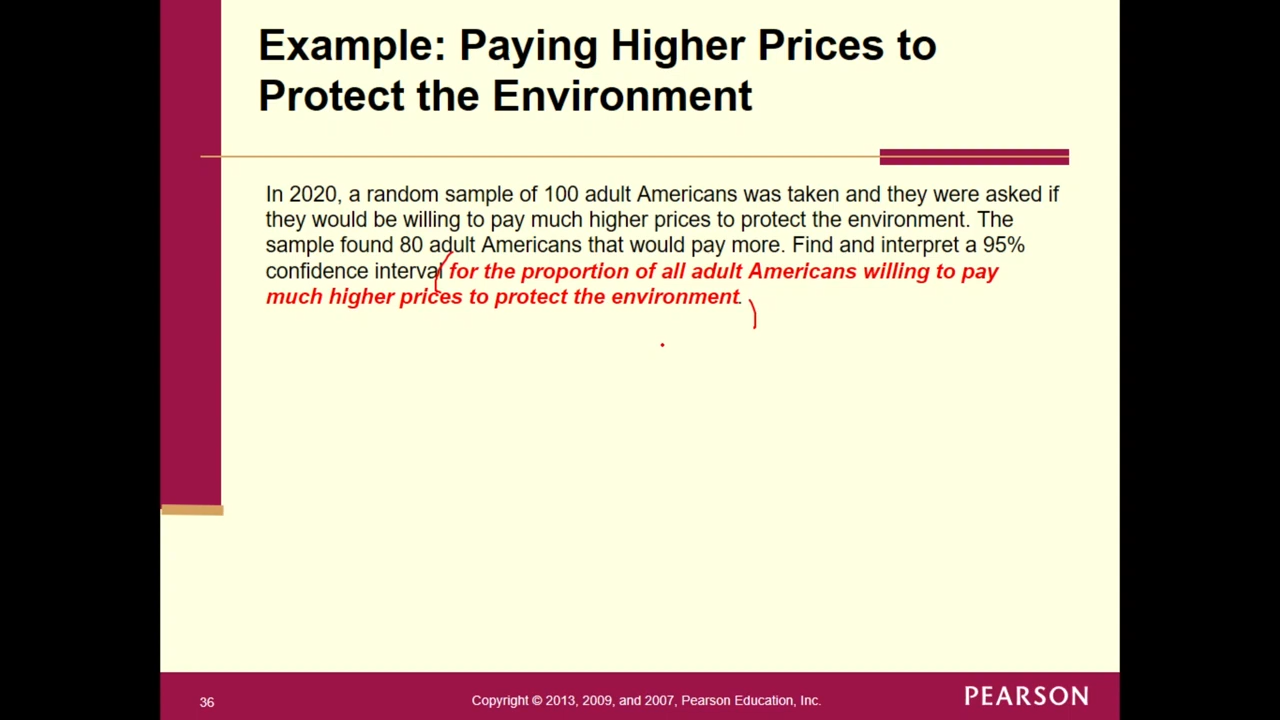 Example: Paying Higher Prices to
Protect the Environment
In 2020, a random sample of 100 adult Americans was taken and they were asked if
they would be willing to pay much higher prices to protect the environment. The
sample found 80 adult Americans that would pay more. Find and interpret a 95%
confidence interval for the proportion of all adult Americans willing to pay
much higher prices to protect the environment.
36
Copyright © 2013, 2009, and 2007, Pearson Education, Inc.
PEARSON